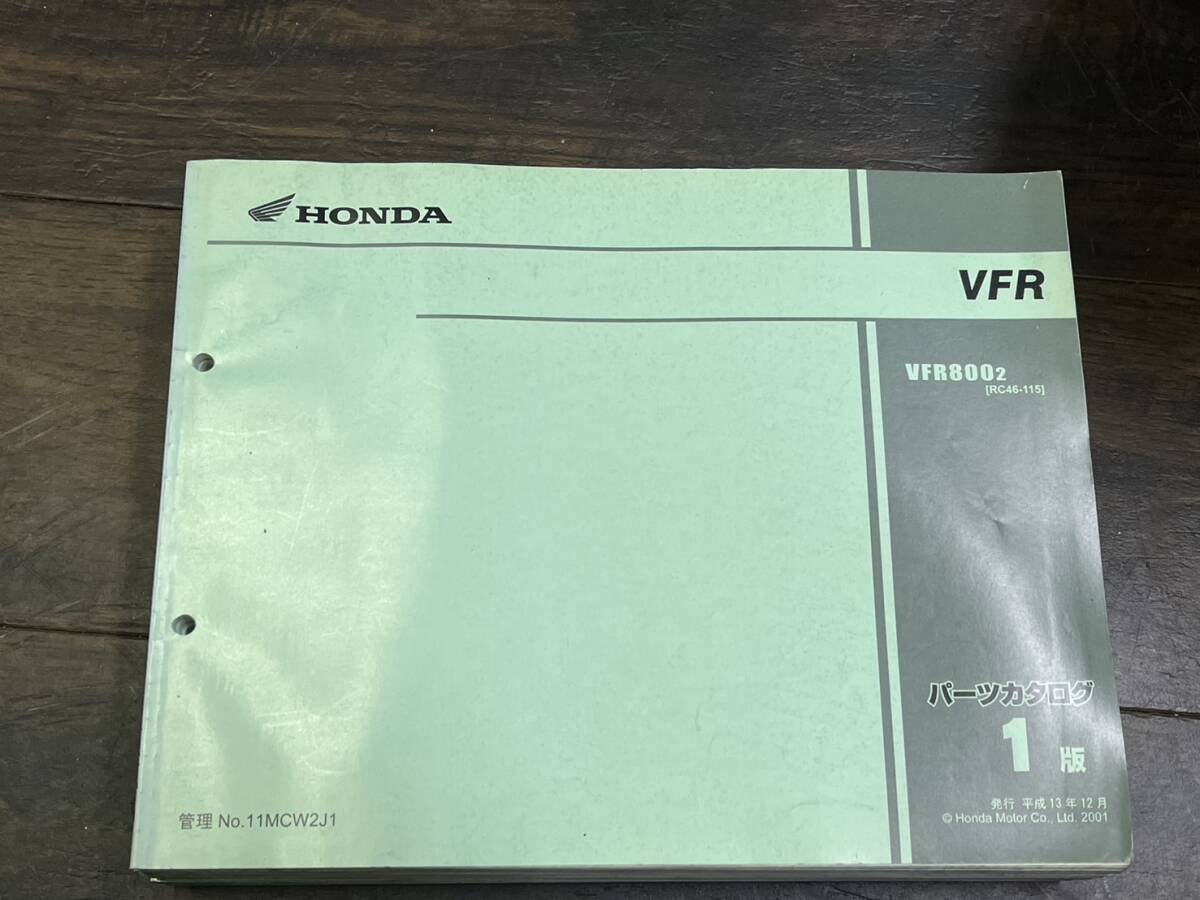 HONDA
VFR
VFR8002
[RC46-115]
パーツカタログ
1 版
発行 平成 13 年 12 月
© Honda Motor Co., Ltd. 2001
管理 No.11MCW2J1